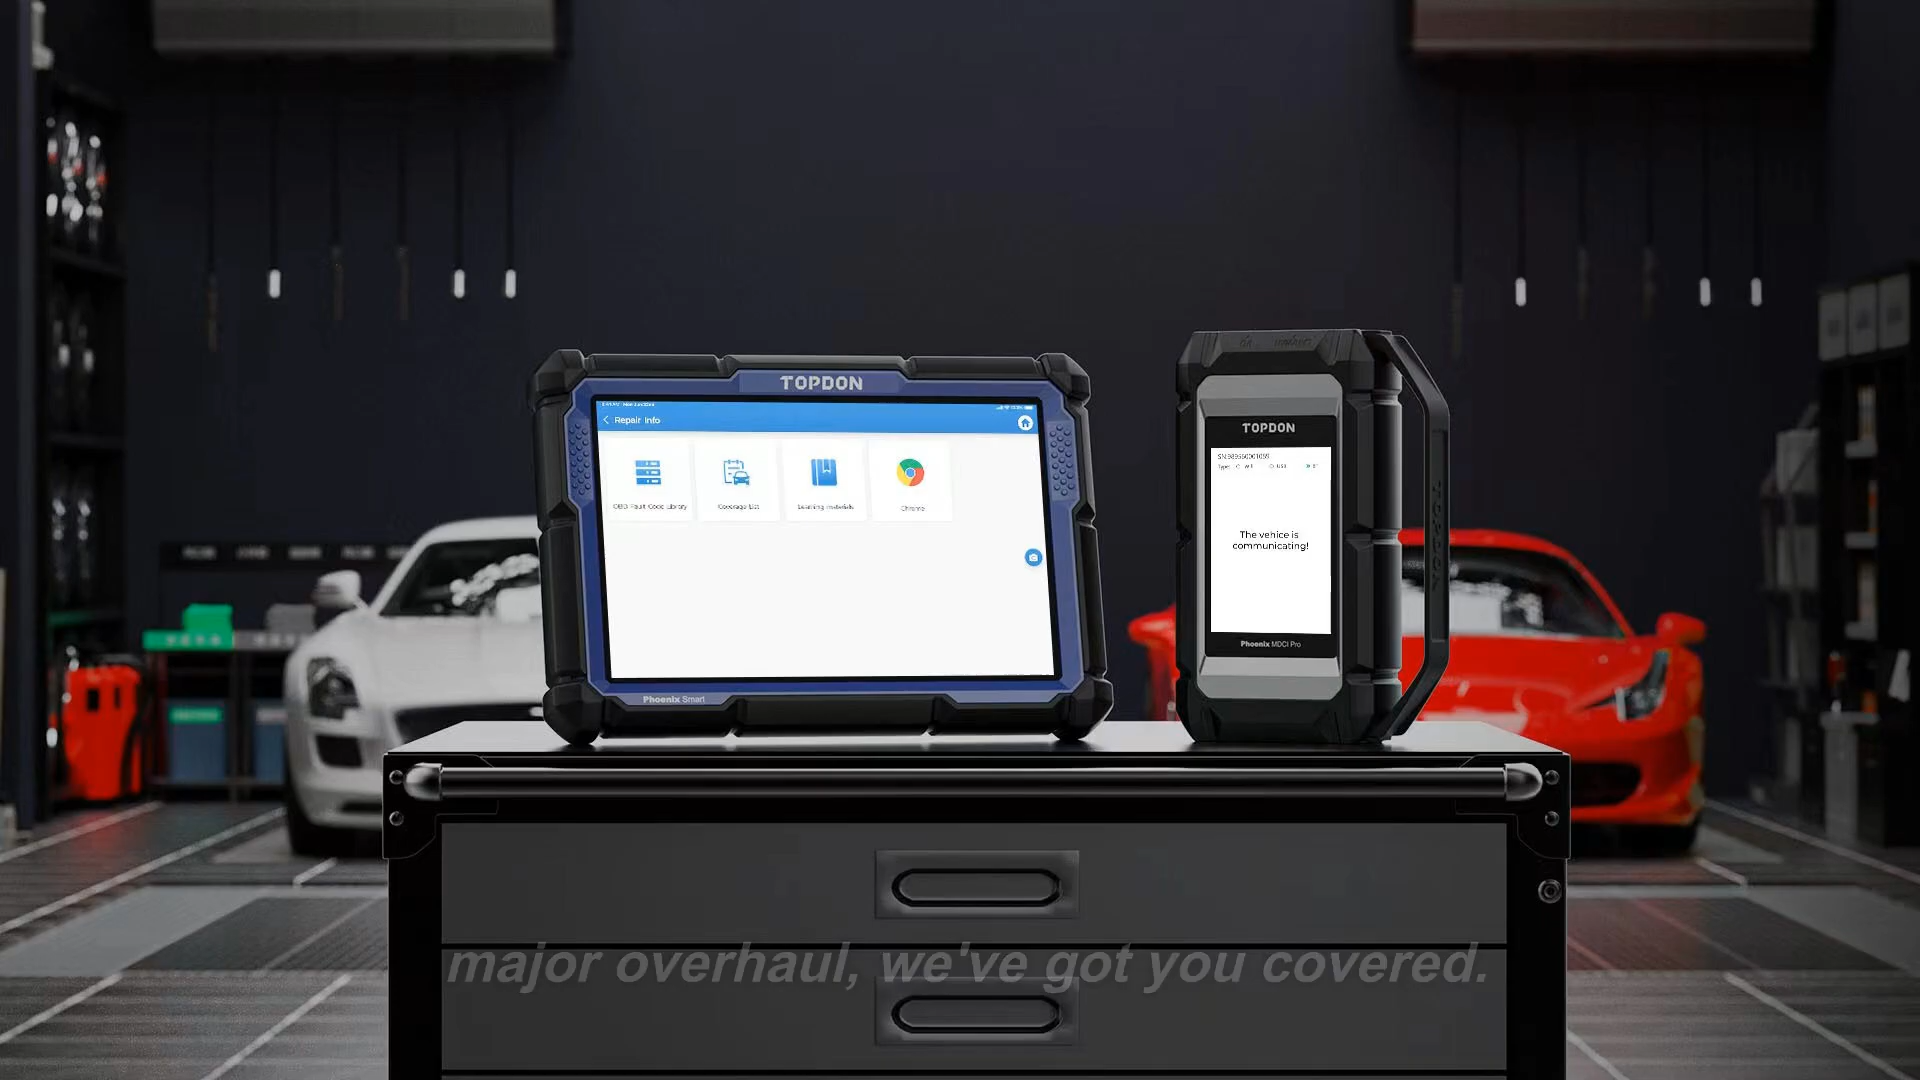 TOPDON
Repair Info
OBD Fault Code Library
Coverage List
Learning materials
Chrome
Phoenix Smart
TOPDON
The vehice is
communicating!
Phoenix MDCI Pro
major overhaul, we've got you covered.